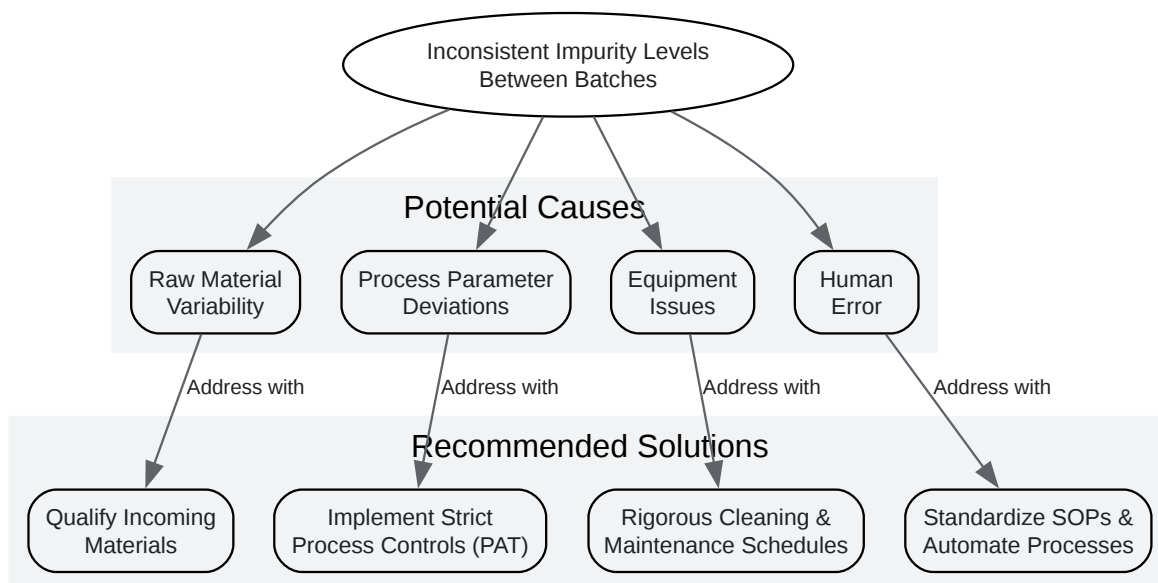 Inconsistent Impurity Levels
Between Batches
Potential Causes
Raw Material
Variability
Process Parameter
Deviations
Equipment
Issues
Human
Error
Address with
Address with
Address with
Address with
Recommended Solutions
Qualify Incoming
Materials
Implement Strict
Process Controls (PAT)
Rigorous Cleaning &
Maintenance Schedules
Standardize SOPs &
Automate Processes